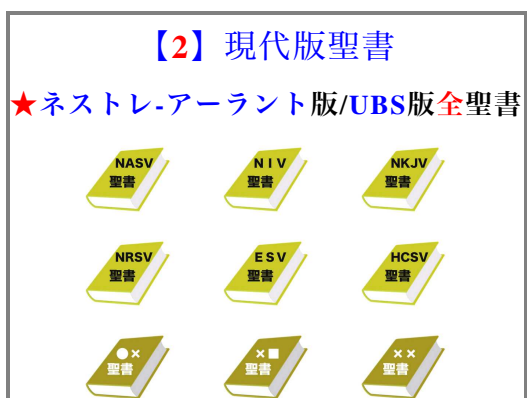 【2】現代版聖書
★ネストレ-アーラント版/UBS版全聖書
NASV 聖書
NIV 聖書
NKJV 聖書
NRSV 聖書
ESV 聖書
HCSV 聖書
●× 聖書
×■ 聖書
×× 聖書